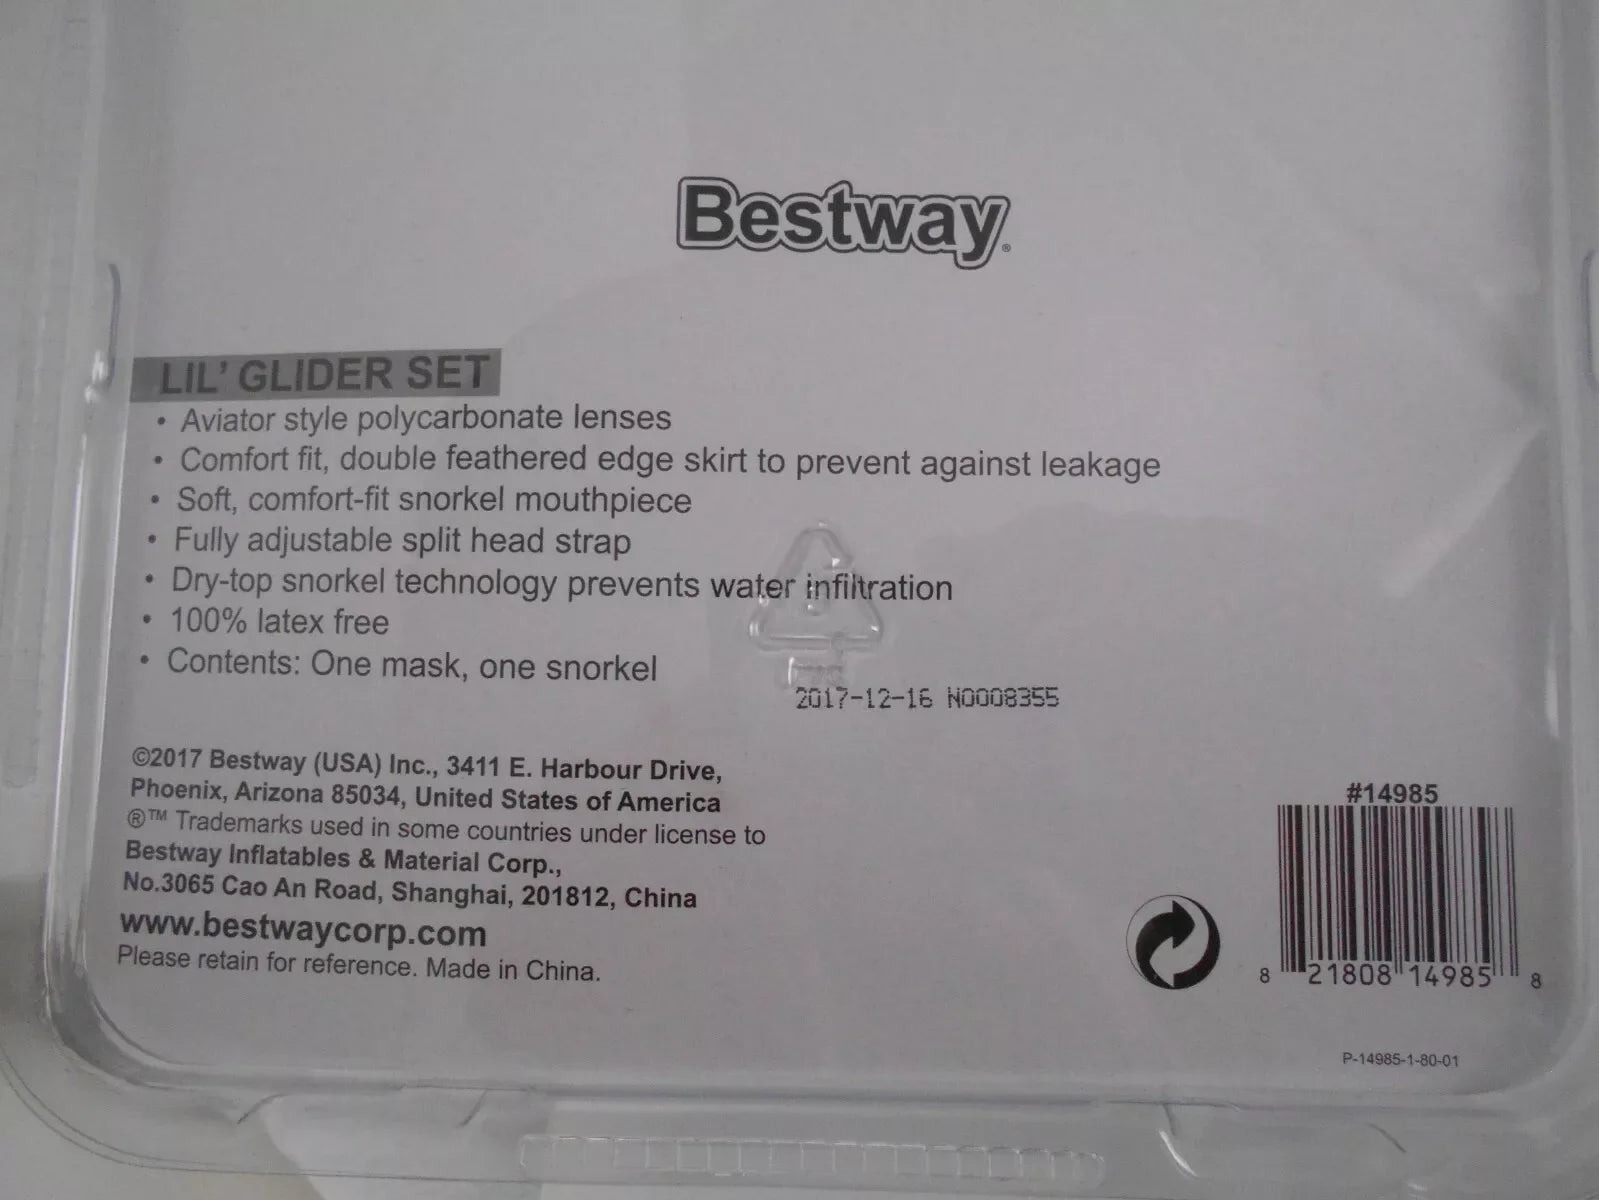 Bestway®
LIL' GLIDER SET
• Aviator style polycarbonate lenses
• Comfort fit, double feathered edge skirt to prevent against leakage
• Soft, comfort-fit snorkel mouthpiece
• Fully adjustable split head strap
• Dry-top snorkel technology prevents water infiltration
• 100% latex free
• Contents: One mask, one snorkel
2017-12-16 N0008355
©2017 Bestway (USA) Inc., 3411 E. Harbour Drive,
Phoenix, Arizona 85034, United States of America
®™ Trademarks used in some countries under license to
Bestway Inflatables & Material Corp.,
No.3065 Cao An Road, Shanghai, 201812, China
www.bestwaycorp.com
Please retain for reference. Made in China.
#14985
8 21808 14985 8
P-14985-1-80-01